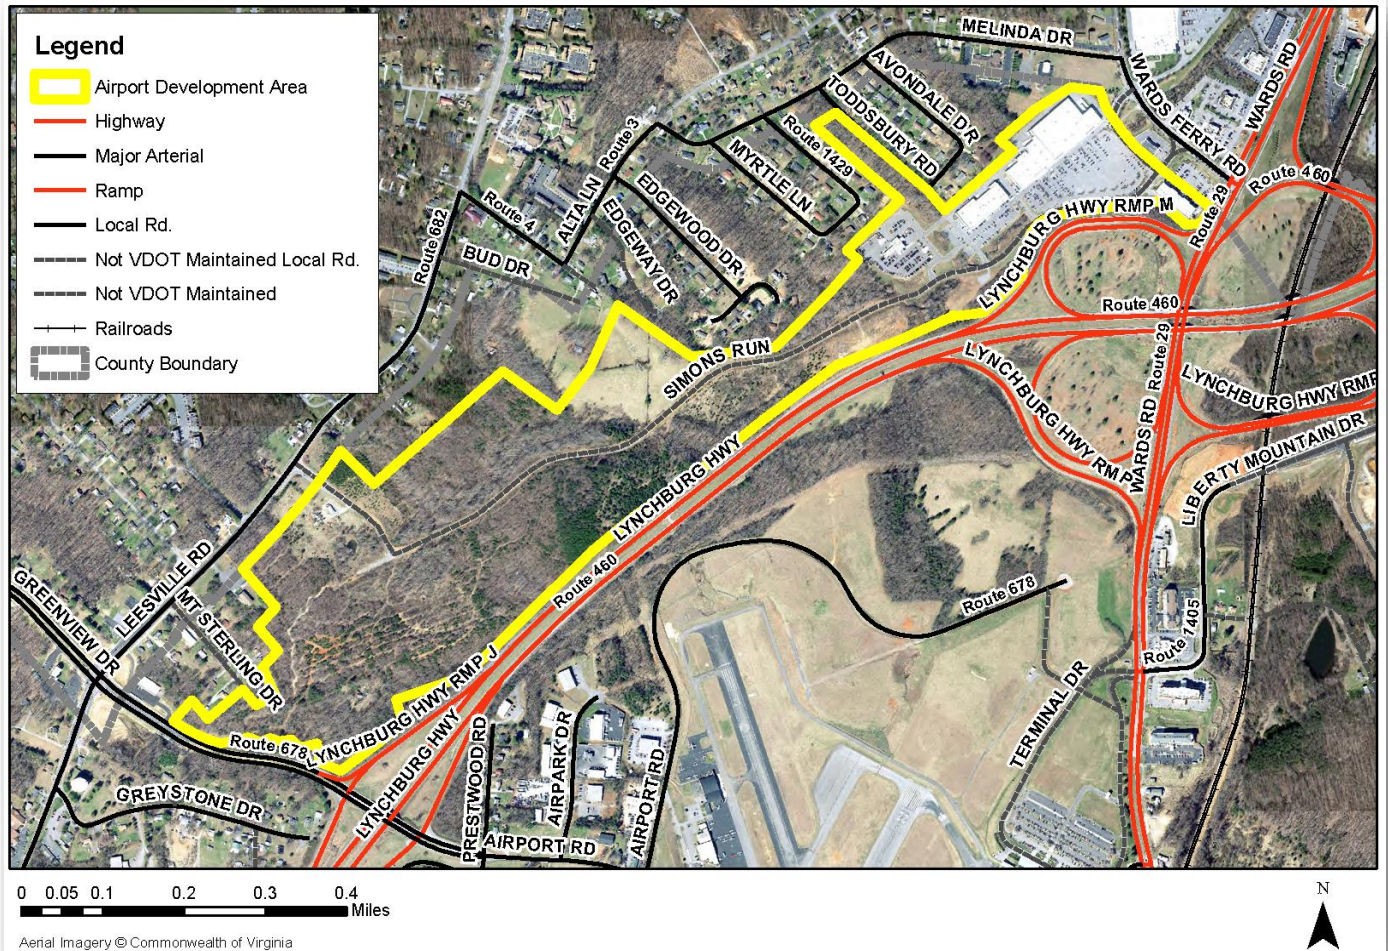 Legend
Airport Development Area
Highway
Major Arterial
Ramp
Local Rd.
Not VDOT Maintained Local Rd.
Not VDOT Maintained
Railroads
County Boundary
MELINDA DR
WARDS RD
AVONDALE DR
TODDSBURY RD
WARDS FERRY RD
Route 3
Route 1429
MYRTLE LN
Route 460
ALTA LN
EDGEWOOD DR
Route 4
Route 682
EDGEWAY DR
LYNCHBURG HWY RMP M
Route 29
BUD DR
Route 460
SIMONS RUN
Route 29
LYNCHBURG HWY RMP
LYNCHBURG HWY RMP
WARDS RD
LIBERTY MOUNTAIN DR
LYNCHBURG HWY
Route 460
LEESVILLE RD
GREENVIEW DR
MT STERLING DR
Route 678
Route 1405
LYNCHBURG HWY RMP J
Route 678
TERMINAL DR
LYNCHBURG HWY
PRESTWOOD RD
AIRPARK DR
AIRPORT RD
GREYSTONE DR
AIRPORT RD
0 0.05 0.1 0.2 0.3 0.4
Miles
N
Aerial Imagery © Commonwealth of Virginia